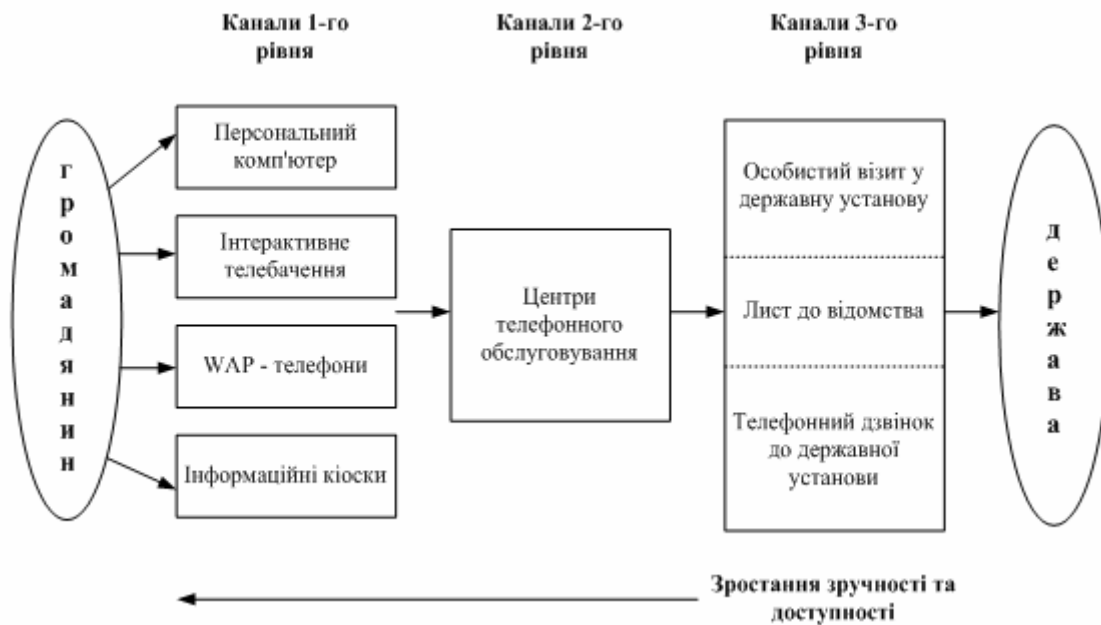 Канали 1-го
рівня
Канали 2-го
рівня
Канали 3-го
рівня
громадянин
Персональний
комп'ютер
Інтерактивне
телебачення
WAP - телефони
Інформаційні кіоски
Центри
телефонного
обслуговування
Особистий візит у
державну установу
Лист до відомства
Телефонний дзвінок
до державної
установи
держава
Зростання зручності та
доступності